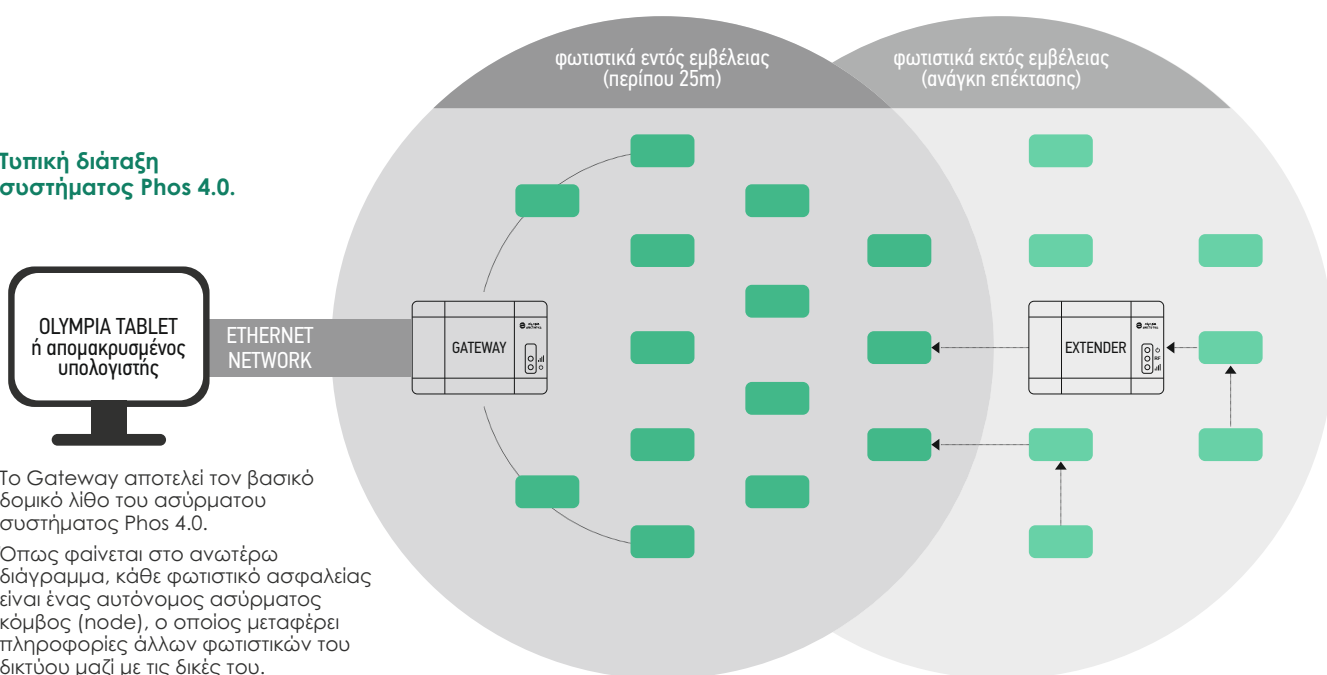 φωτιστικά εντός εμβέλειας
(περίπου 25m)
φωτιστικά εκτός εμβέλειας
(ανάγκη επέκτασης)
Τυπική διάταξη
συστήματος Phos 4.0.
OLYMPIA TABLET
ή απομακρυσμένος
υπολογιστής
ETHERNET
NETWORK
GATEWAY
EXTENDER
RF
Το Gateway αποτελεί τον βασικό
δομικό λίθο του ασύρματου
συστήματος Phos 4.0.
Οπως φαίνεται στο ανωτέρω
διάγραμμα, κάθε φωτιστικό ασφαλείας
είναι ένας αυτόνομος ασύρματος
κόμβος (node), ο οποίος μεταφέρει
πληροφορίες άλλων φωτιστικών του
δικτύου μαζί με τις δικές του.